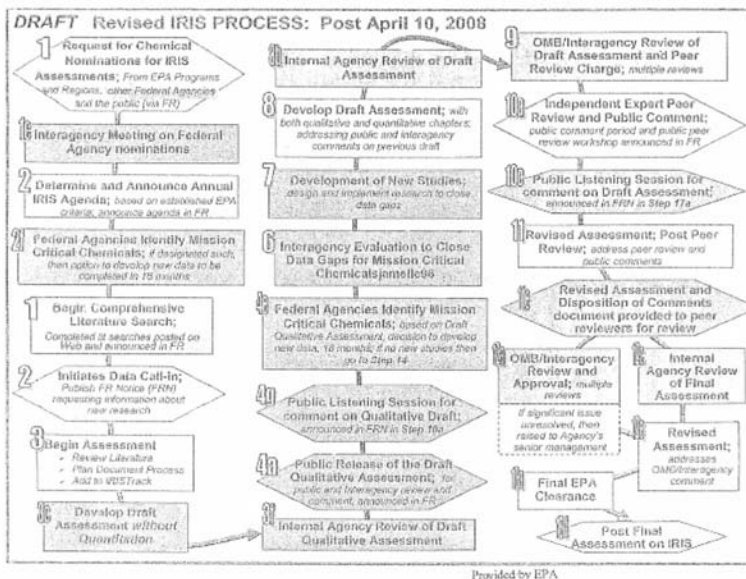 DRAFT Revised IRIS PROCESS: Post April 10, 2008
1
Request for Chemical
Nominations for IRIS
Assessments; From EPA Programs
and Regions, other Federal Agencies
and the public [via FR]
Interagency Meeting on Federal
Agency nominations
2
Determine and Announce Annual
IRIS Agenda; based on established EPA
criteria; announce agenda in FR
Federal Agencies Identify Mission
Critical Chemicals; if designated such,
then option to develop new data to be
completed in 18 months
1
Begin Comprehensive
Literature Search;
Completed lit searches posted on
Web and announced in FR
2
Initiates Data Call-in;
Publish FR Notice (FRN)
requesting information about
new research
3
Begin Assessment
Review Literature
Plan Document Process
Add to IRISTrack
Develop Draft
Assessment without
Quantitation
Internal Agency Review of Draft
Assessment
8
Develop Draft Assessment; with
both qualitative and quantitative chapters;
addressing public and interagency
comments on previous draft
7
Development of New Studies;
design and implement research to close
data gaps
6
Interagency Evaluation to Close
Data Gaps for Mission Critical
Chemicalsjamelle96
Federal Agencies Identify Mission
Critical Chemicals; based on Draft
Qualitative Assessment,
decision to develop
new data, 18 months; if no new studies then
go to Step 14
Public Listening Session for
comment on Qualitative Draft;
announced in FRN in Step 10a
4a
Public Release of the Draft
Qualitative Assessment; for
public and Interagency review and
comment, announced in FR
Internal Agency Review of Draft
Qualitative Assessment
9
OMB/Interagency Review of
Draft Assessment and Peer
Review Charge; multiple reviews
10a
Independent Expert Peer
Review and Public Comment;
public comment period and public peer
review workshop announced in FR
Public Listening Session for
comment on Draft Assessment;
announced in FRN in Step 17a
11
Revised Assessment; Post Peer
Review; address peer review and
public comments
Revised Assessment and
Disposition of Comments
document provided to peer
reviewers for review
OMB/Interagency
Review and
Approval; multiple
reviews
If significant issue
unresolved, then
raised to Agency's
senior management
Internal
Agency Review
of Final
Assessment
Revised
Assessment;
addresses
OMB/Interagency
comment
Final EPA
Clearance
Post Final
Assessment on IRIS
Provided by EPA